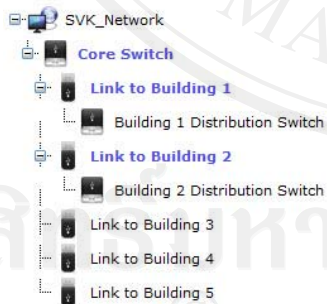 SVK_Network
Core Switch
Link to Building 1
Building 1 Distribution Switch
Link to Building 2
Building 2 Distribution Switch
Link to Building 3
Link to Building 4
Link to Building 5